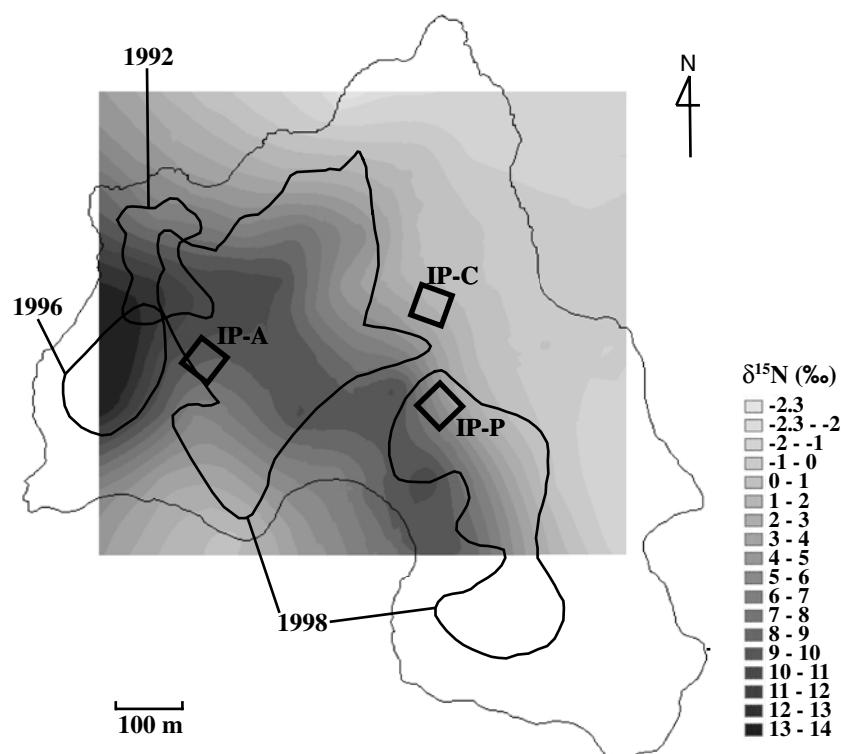 1992
N
IP-C
1996
IP-A
δ¹⁵N (‰)
-2.3
-2.3 - -2
-2 - -1
-1 - 0
0 - 1
1 - 2
2 - 3
3 - 4
4 - 5
5 - 6
6 - 7
7 - 8
8 - 9
9 - 10
10 - 11
11 - 12
12 - 13
13 - 14
IP-P
1998
100 m